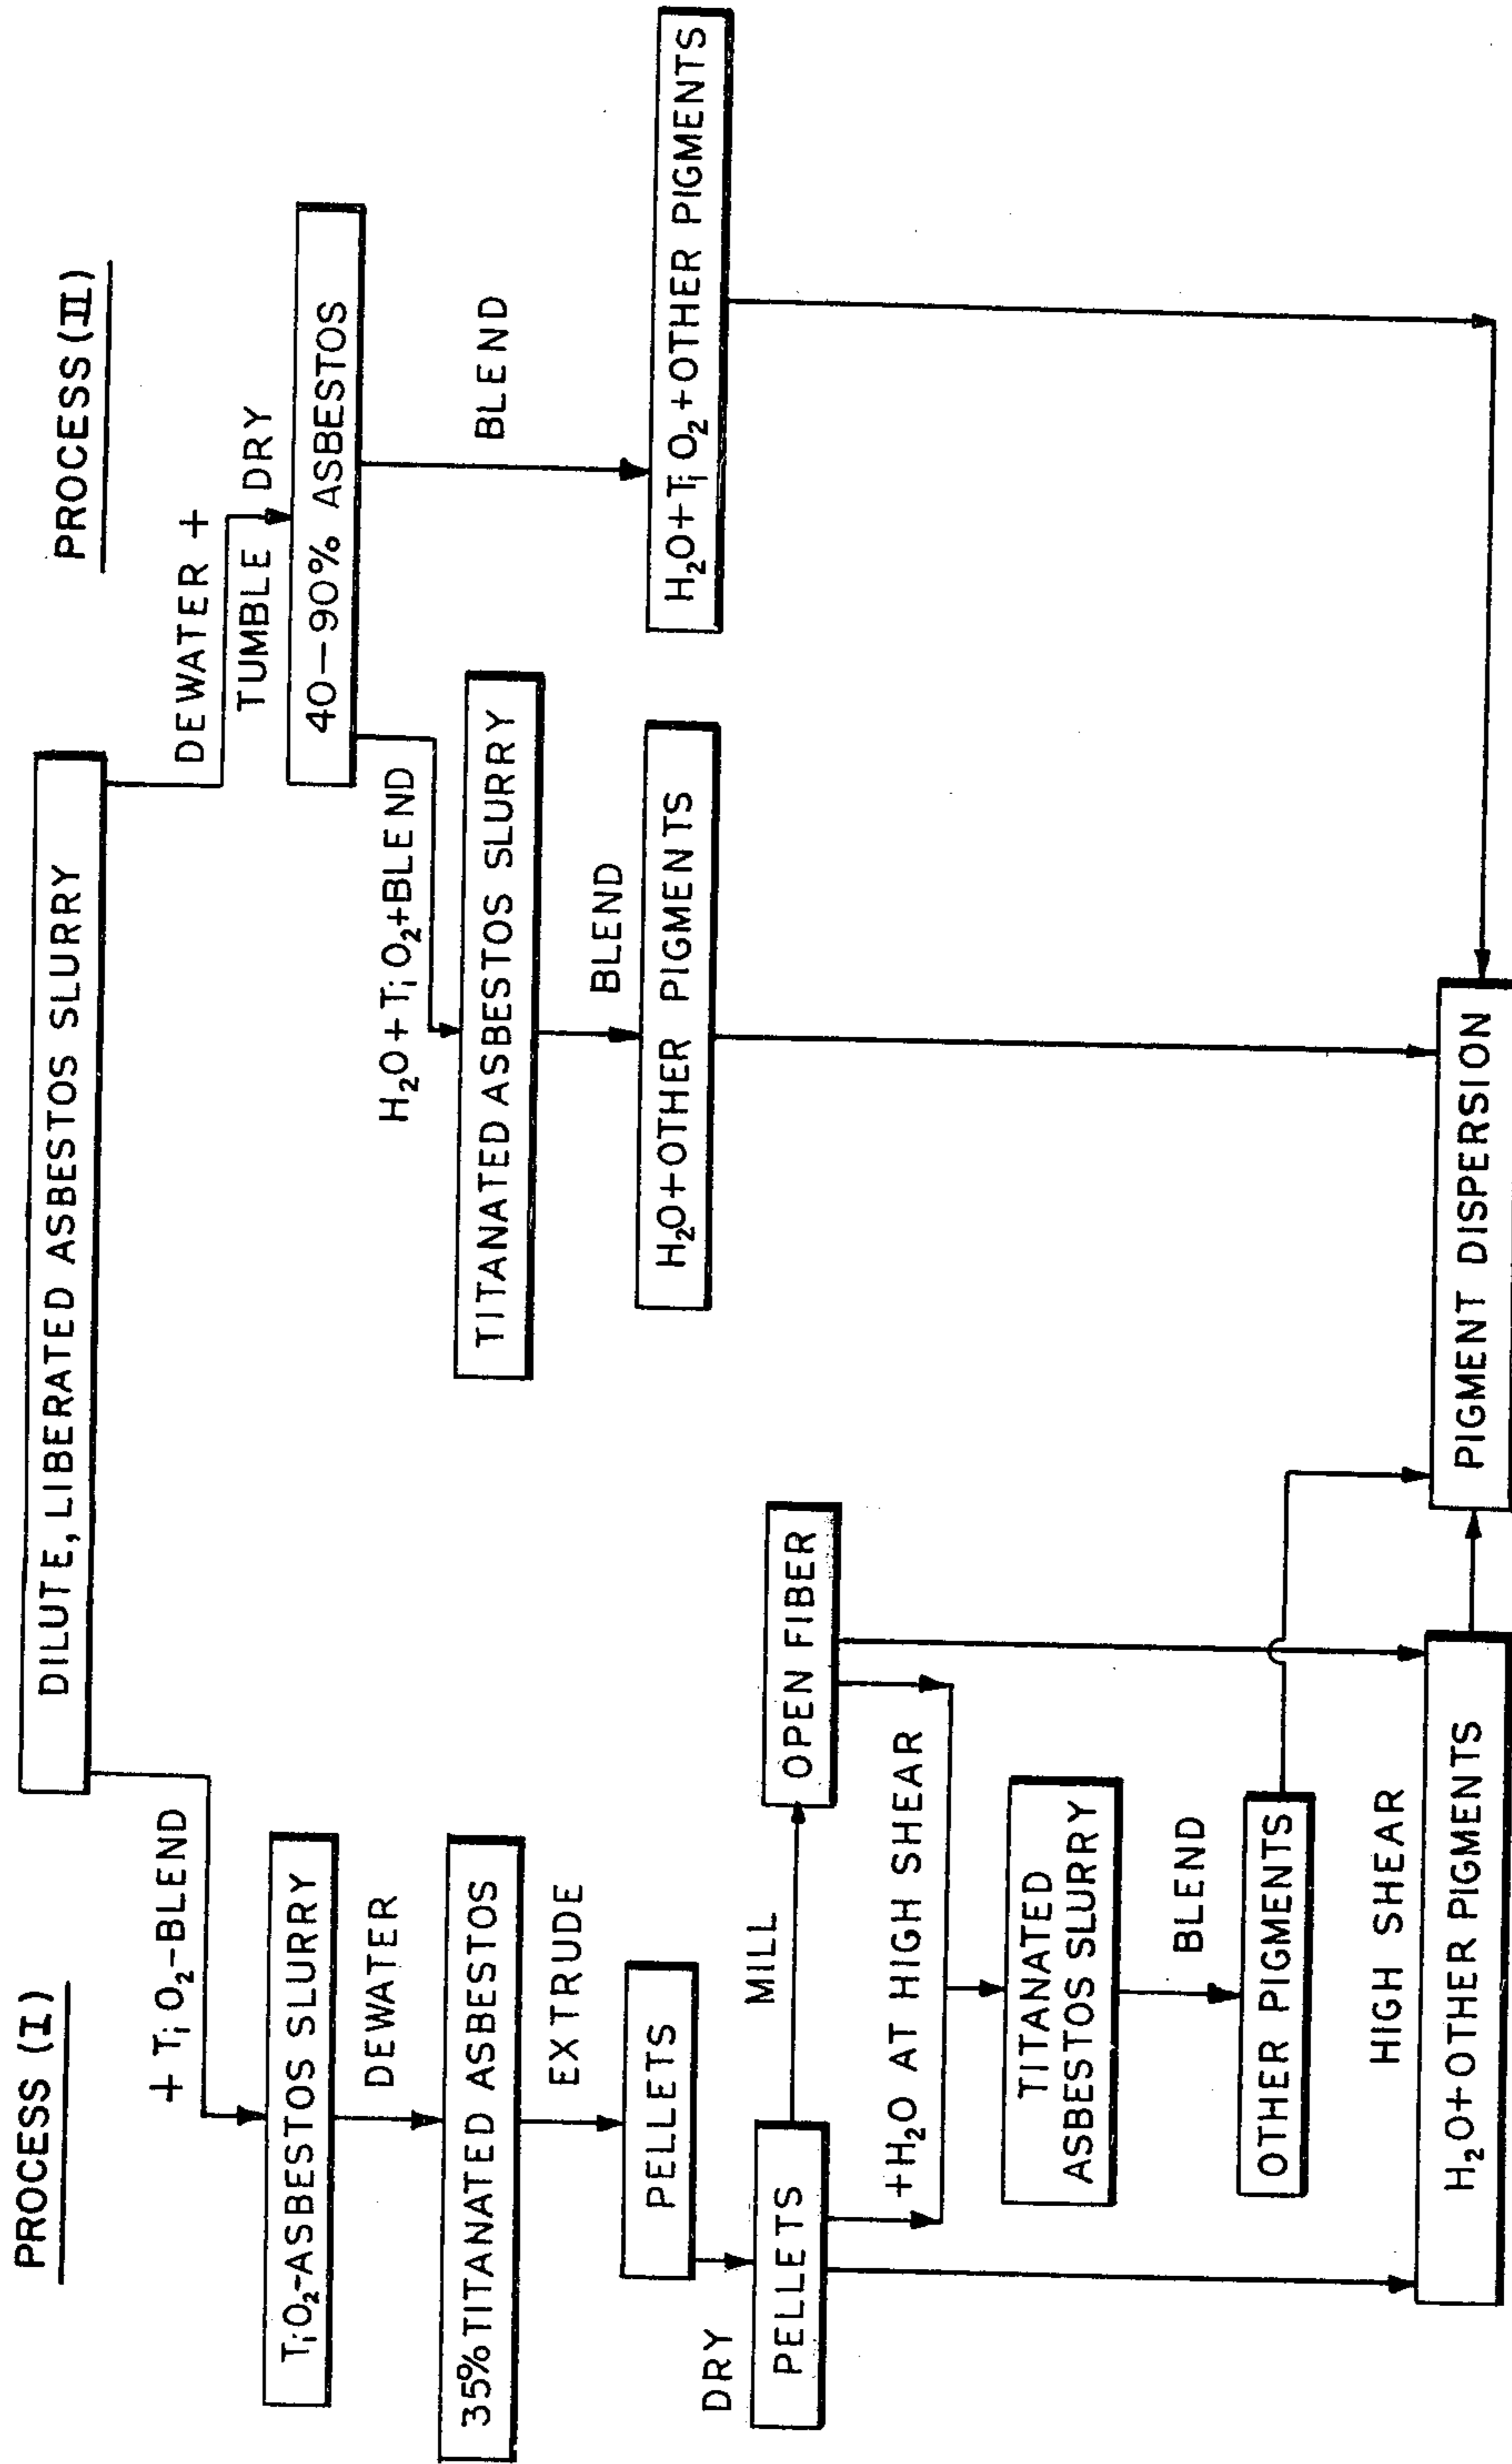 PROCESS (I)
PROCESS (II)
DILUTE, LIBERATED ASBESTOS SLURRY
+ TiO₂-BLEND
DEWATER +
TUMBLE DRY
TiO₂-ASBESTOS SLURRY
40-90% ASBESTOS
DEWATER
H₂O+TiO₂+BLEND
BLEND
35% TITANATED ASBESTOS
TITANATED ASBESTOS SLURRY
EXTRUDE
BLEND
PELLETS
H₂O+OTHER PIGMENTS
H₂O+TiO₂+OTHER PIGMENTS
DRY
PELLETS
MILL
OPEN FIBER
+H₂O AT HIGH SHEAR
TITANATED
ASBESTOS SLURRY
BLEND
OTHER PIGMENTS
HIGH SHEAR
H₂O+OTHER PIGMENTS
PIGMENT DISPERSION